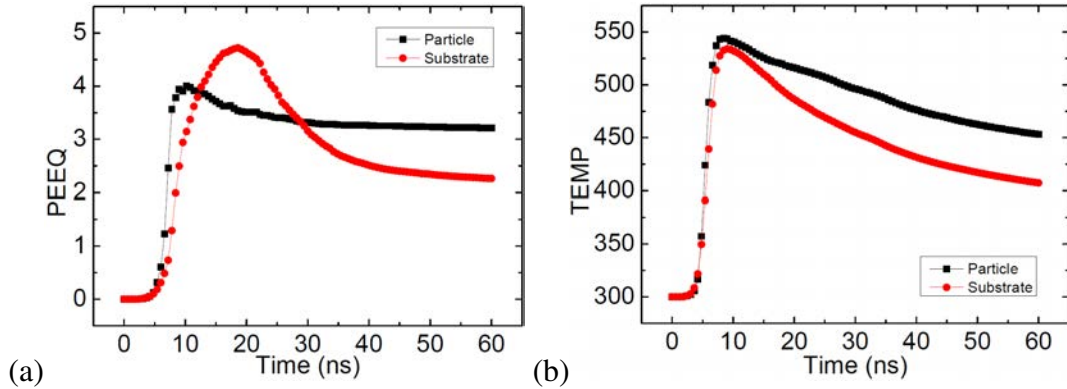 PEEQ
5
4
3
2
1
0
Particle
Substrate
0 10 20 30 40 50 60
Time (ns)
(a)
TEMP
550
500
450
400
350
300
Particle
Substrate
0 10 20 30 40 50 60
Time (ns)
(b)